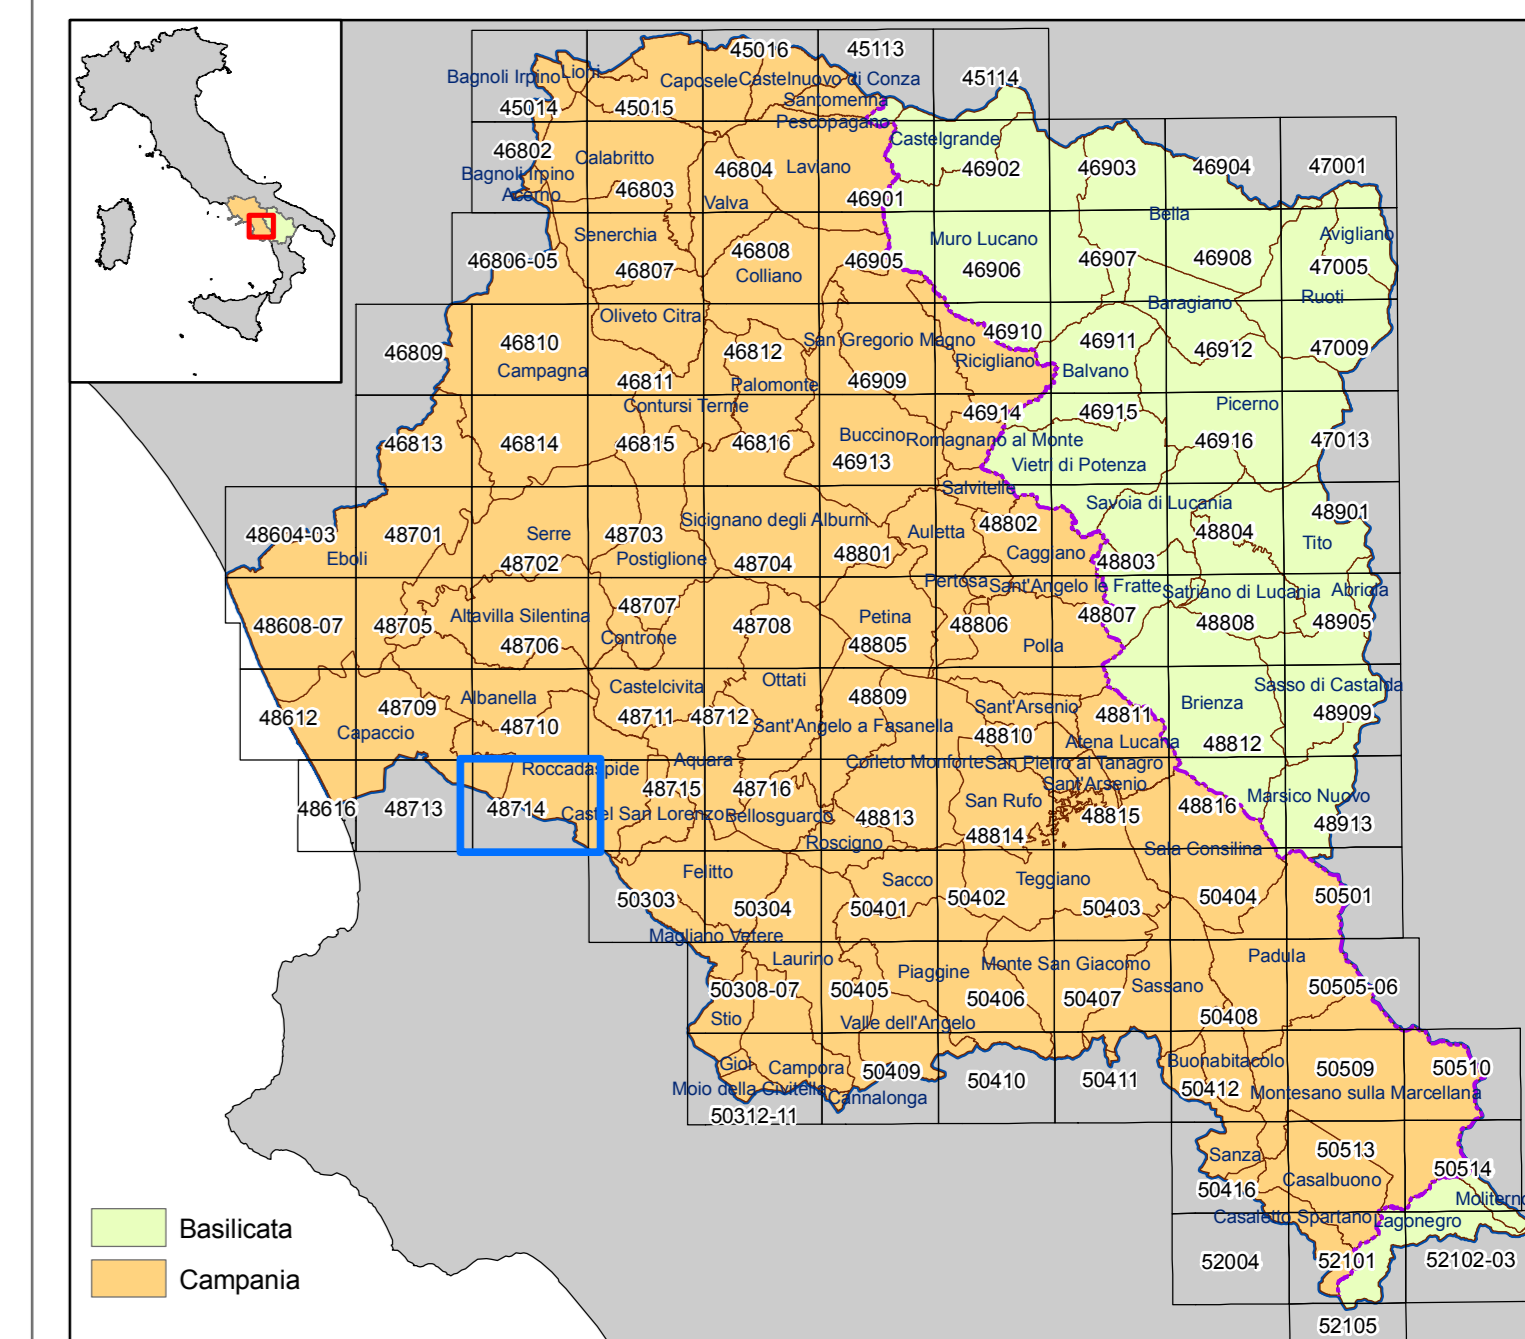 45016
45113
Bagnoli Irpino
Lioni
Caposele
Castelnuovo di Conza
45114
45014
45015
Santomenna
Pescopagano
Castelgrande
46802
Calabritto
46804
Laviano
46902
46903
46904
47001
Bagnoli Irpino
Acerno
46803
Valva
46901
Bella
Senerchia
Muro Lucano
Avigliano
46806-05
46807
46808
Colliano
46905
46906
46907
46908
47005
Baragiano
Ruoti
Oliveto Citra
46809
46810
Campagna
46812
San Gregorio Magno
46910
Ricigliano
46911
Balvano
46912
47009
46811
Palomonte
46909
Contursi Terme
46914
46915
Picerno
46813
46814
46815
46816
Buccino
Romagnano al Monte
46916
47013
46913
Vietri di Potenza
Salvitelle
Savoia di Lucania
48604-03
Eboli
48701
Serre
48702
48703
Postiglione
Sicignano degli Alburni
48704
48801
Auletta
48802
Caggiano
48803
48804
48901
Tito
Pertosa
Sant'Angelo le Fratte
Satriano di Lucania
Abriola
48608-07
48705
Altavilla Silentina
48706
48707
Controne
48708
Petina
48805
48806
Polla
48807
48808
48905
48612
48709
Capaccio
Albanella
48710
Castelcivita
48711
Ottati
48712
Sant'Angelo a Fasanella
48809
Sant'Arsenio
48810
48811
Atena Lucana
Brienza
48812
Sasso di Castalda
48909
Roccadaspide
Aquara
Corleto Monforte
San Pietro al Tanagro
Sant'Arsenio
48616
48713
48714
Castel San Lorenzo
48715
48716
Bellosguardo
48813
Roscigno
San Rufo
48814
48815
48816
Marsico Nuovo
48913
Sala Consilina
Felitto
Sacco
Teggiano
50303
50304
50401
50402
50403
50404
50501
Magliano Vetere
Laurino
Piaggine
Monte San Giacomo
Sassano
Padula
50308-07
50405
50406
50407
50408
50505-06
Stio
Valle dell'Angelo
Gioi
Campora
50409
50410
50411
Buonabitacolo
50412
50509
50510
Moio della Civitella
Cannalonga
Montesano sulla Marcellana
50312-11
Sanza
50513
50514
50416
Casalbuono
Moliterno
Casaletto Spartano
Lagonegro
52004
52101
52102-03
52105
Basilicata
Campania